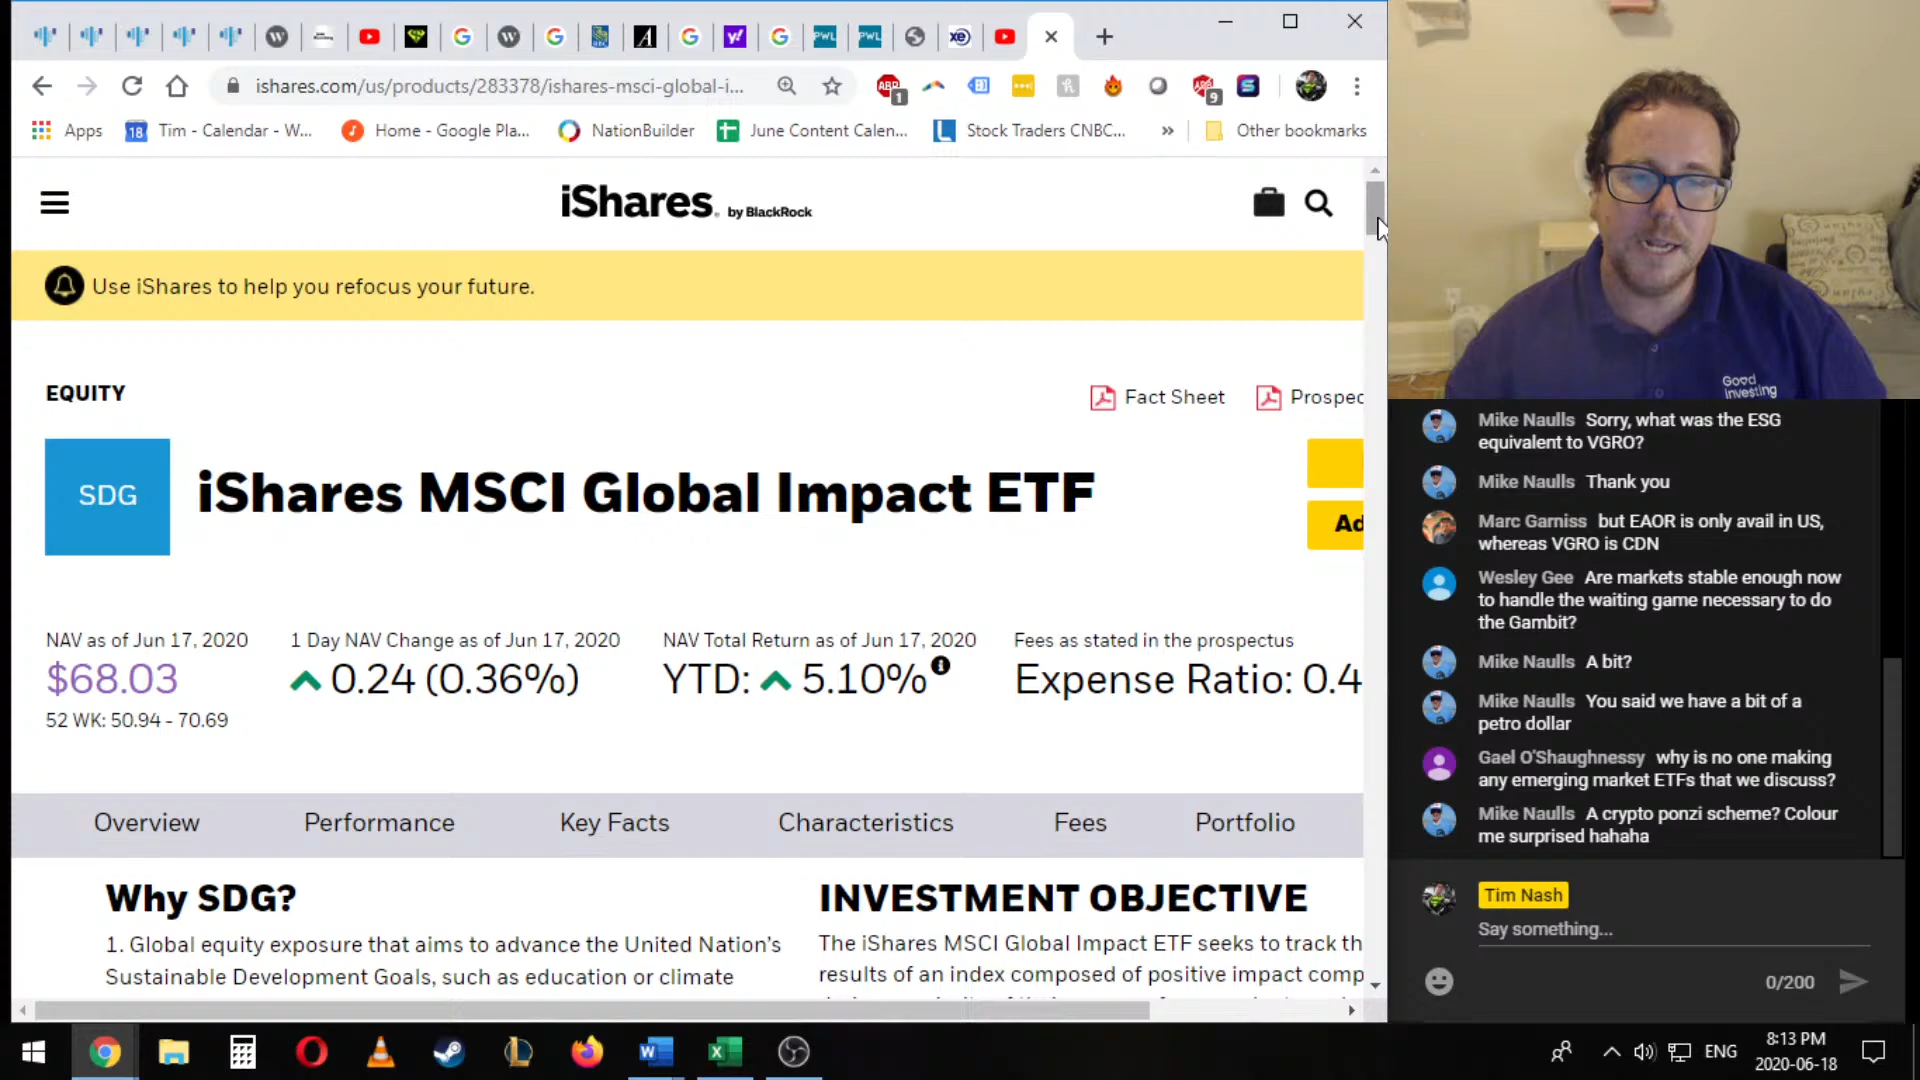 ishares.com/us/products/283378/ishares-msci-global-i...
Apps
18
Tim - Calendar - W...
Home - Google Pla...
NationBuilder
June Content Calen...
Stock Traders CNBC...
»
Other bookmarks
iShares. by BlackRock
Use iShares to help you refocus your future.
EQUITY
Fact Sheet
Prospec
SDG
iShares MSCI Global Impact ETF
Ad
NAV as of Jun 17, 2020
$68.03
52 WK: 50.94 - 70.69
1 Day NAV Change as of Jun 17, 2020
0.24 (0.36%)
NAV Total Return as of Jun 17, 2020
YTD: 5.10%
Fees as stated in the prospectus
Expense Ratio: 0.4
Overview
Performance
Key Facts
Characteristics
Fees
Portfolio
Why SDG?
1. Global equity exposure that aims to advance the United Nation's
Sustainable Development Goals, such as education or climate
INVESTMENT OBJECTIVE
The iShares MSCI Global Impact ETF seeks to track th
results of an index composed of positive impact comp
Good
investing
Mike Naulls Sorry, what was the ESG
equivalent to VGRO?
Mike Naulls Thank you
Marc Garniss but EAOR is only avail in US,
whereas VGRO is CDN
Wesley Gee Are markets stable enough now
to handle the waiting game necessary to do
the Gambit?
Mike Naulls A bit?
Mike Naulls You said we have a bit of a
petro dollar
Gael O'Shaughnessy why is no one making
any emerging market ETFs that we discuss?
Mike Naulls A crypto ponzi scheme? Colour
me surprised hahaha
Tim Nash
Say something...
0/200
ENG
8:13 PM
2020-06-18